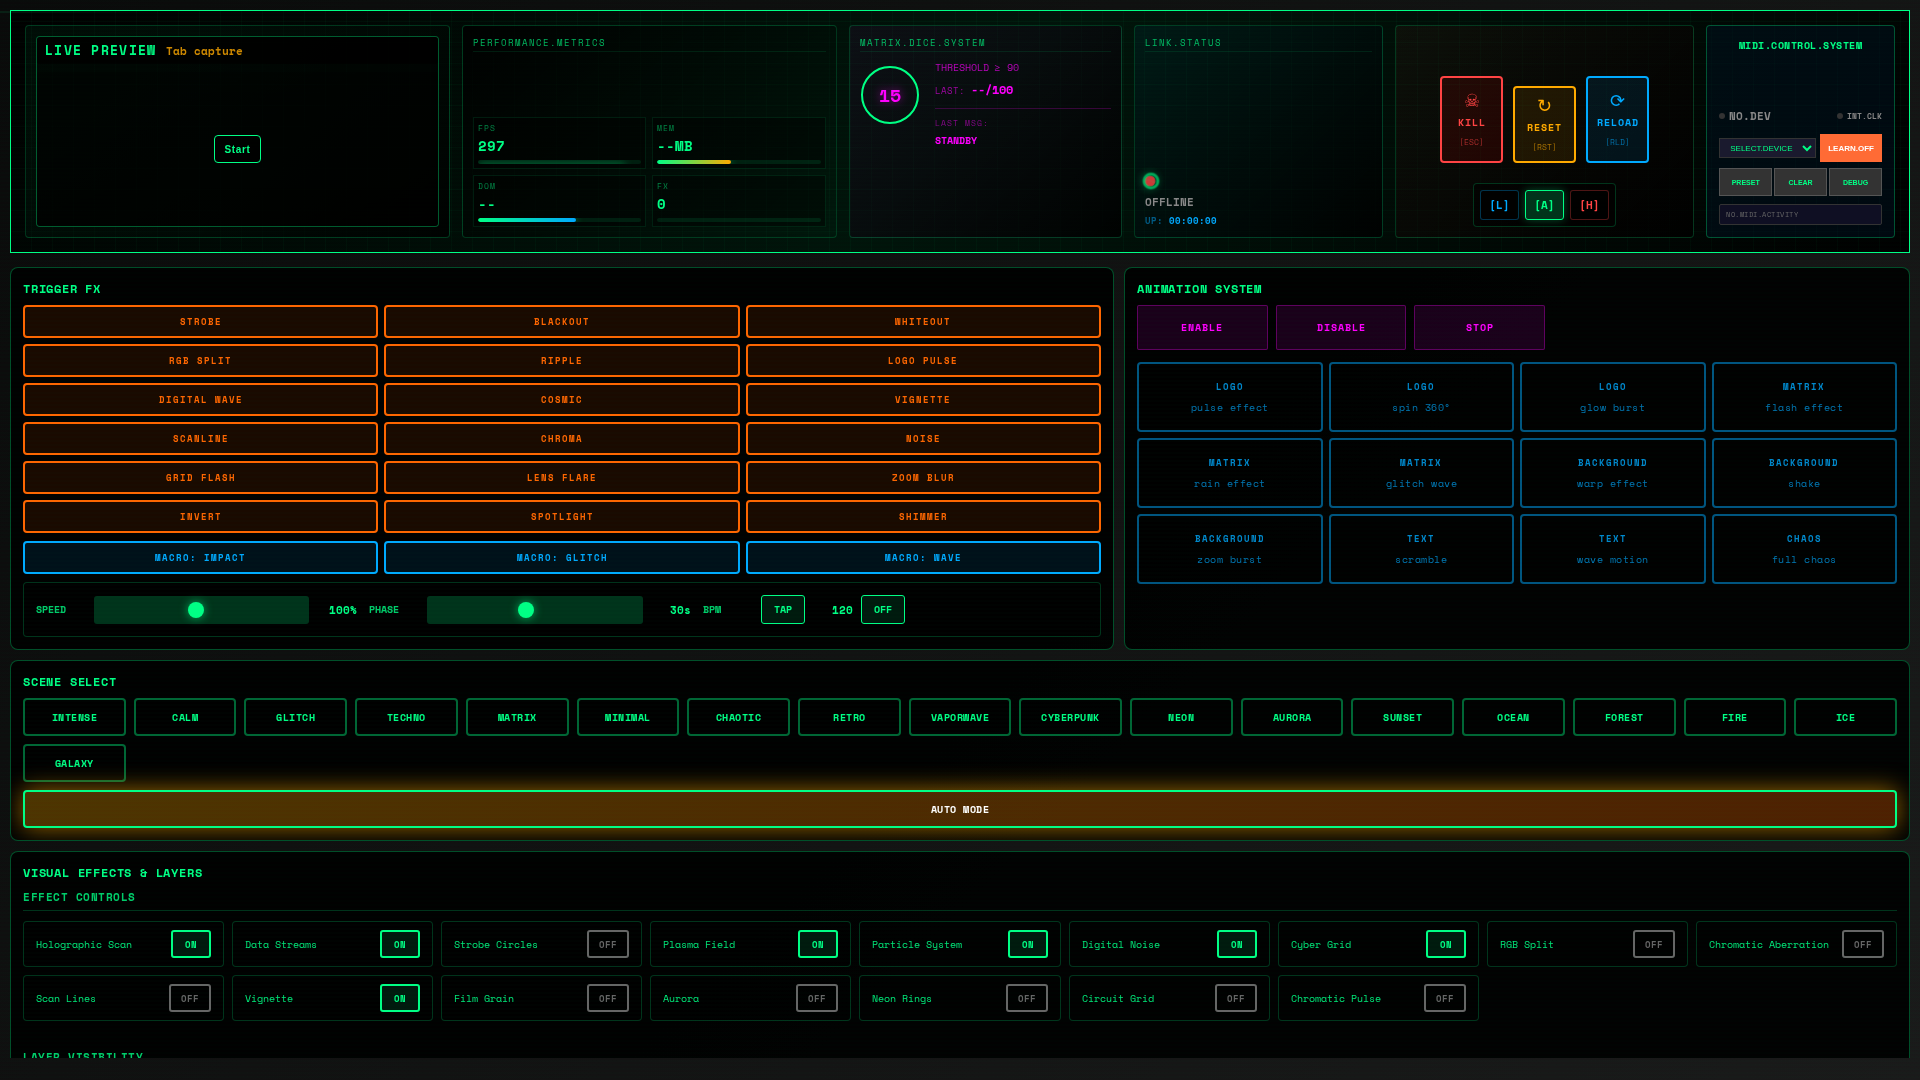 LIVE PREVIEW Tab capture
Start
PERFORMANCE.METRICS
FPS
297
MEM
--MB
DOM
--
FX
0
MATRIX.DICE.SYSTEM
15
THRESHOLD ≥ 90
LAST: --/100
LAST MSG:
STANDBY
LINK.STATUS
OFFLINE
UP: 00:00:00
KILL
[ESC]
RESET
[RST]
RELOAD
[RLD]
[L] [A] [H]
MIDI.CONTROL.SYSTEM
NO.DEV INT.CLK
SELECT.DEVICE LEARN.OFF
PRESET CLEAR DEBUG
NO.MIDI.ACTIVITY
TRIGGER FX
STROBE BLACKOUT WHITEOUT
RGB SPLIT RIPPLE LOGO PULSE
DIGITAL WAVE COSMIC VIGNETTE
SCANLINE CHROMA NOISE
GRID FLASH LENS FLARE ZOOM BLUR
INVERT SPOTLIGHT SHIMMER
MACRO: IMPACT MACRO: GLITCH MACRO: WAVE
SPEED 100% PHASE 30s BPM TAP 120 OFF
ANIMATION SYSTEM
ENABLE DISABLE STOP
LOGO LOGO LOGO MATRIX
pulse effect spin 360° glow burst flash effect
MATRIX MATRIX BACKGROUND BACKGROUND
rain effect glitch wave warp effect shake
BACKGROUND TEXT TEXT CHAOS
zoom burst scramble wave motion full chaos
SCENE SELECT
INTENSE CALM GLITCH TECHNO MATRIX MINIMAL CHAOTIC RETRO VAPORWAVE CYBERPUNK NEON AURORA SUNSET OCEAN FOREST FIRE ICE
GALAXY
AUTO MODE
VISUAL EFFECTS & LAYERS
EFFECT CONTROLS
Holographic Scan ON Data Streams ON Strobe Circles OFF Plasma Field ON Particle System ON Digital Noise ON Cyber Grid ON RGB Split OFF Chromatic Aberration OFF
Scan Lines OFF Vignette ON Film Grain OFF Aurora OFF Neon Rings OFF Circuit Grid OFF Chromatic Pulse OFF
LAYER VISIBILITY